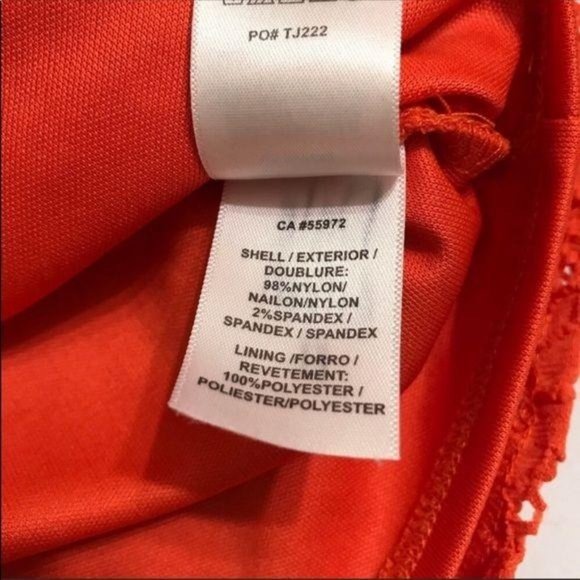 PO# TJ222
CA #55972
SHELL / EXTERIOR /
DOUBLURE:
98%NYLON/
NAILON/NYLON
2%SPANDEX /
SPANDEX / SPANDEX
LINING /FORRO /
REVETEMENT:
100%POLYESTER /
POLIESTER/POLYESTER